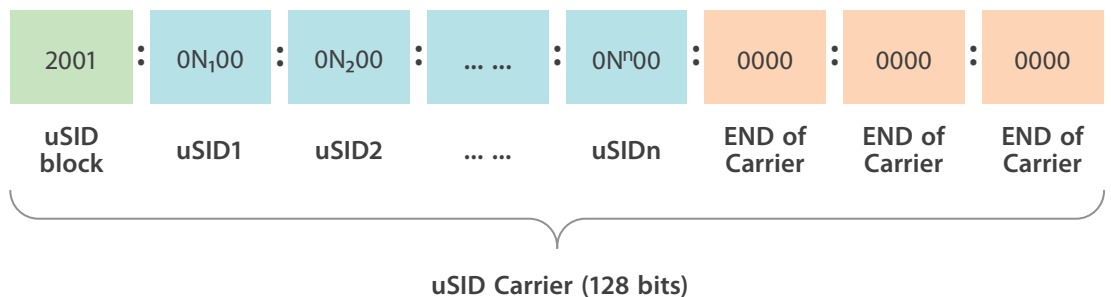 2001 : 0N₁00 : 0N₂00 : ... ... : 0Nⁿ00 : 0000 : 0000 : 0000
uSID block uSID1 uSID2 ... ... uSIDn END of Carrier END of Carrier END of Carrier
uSID Carrier (128 bits)